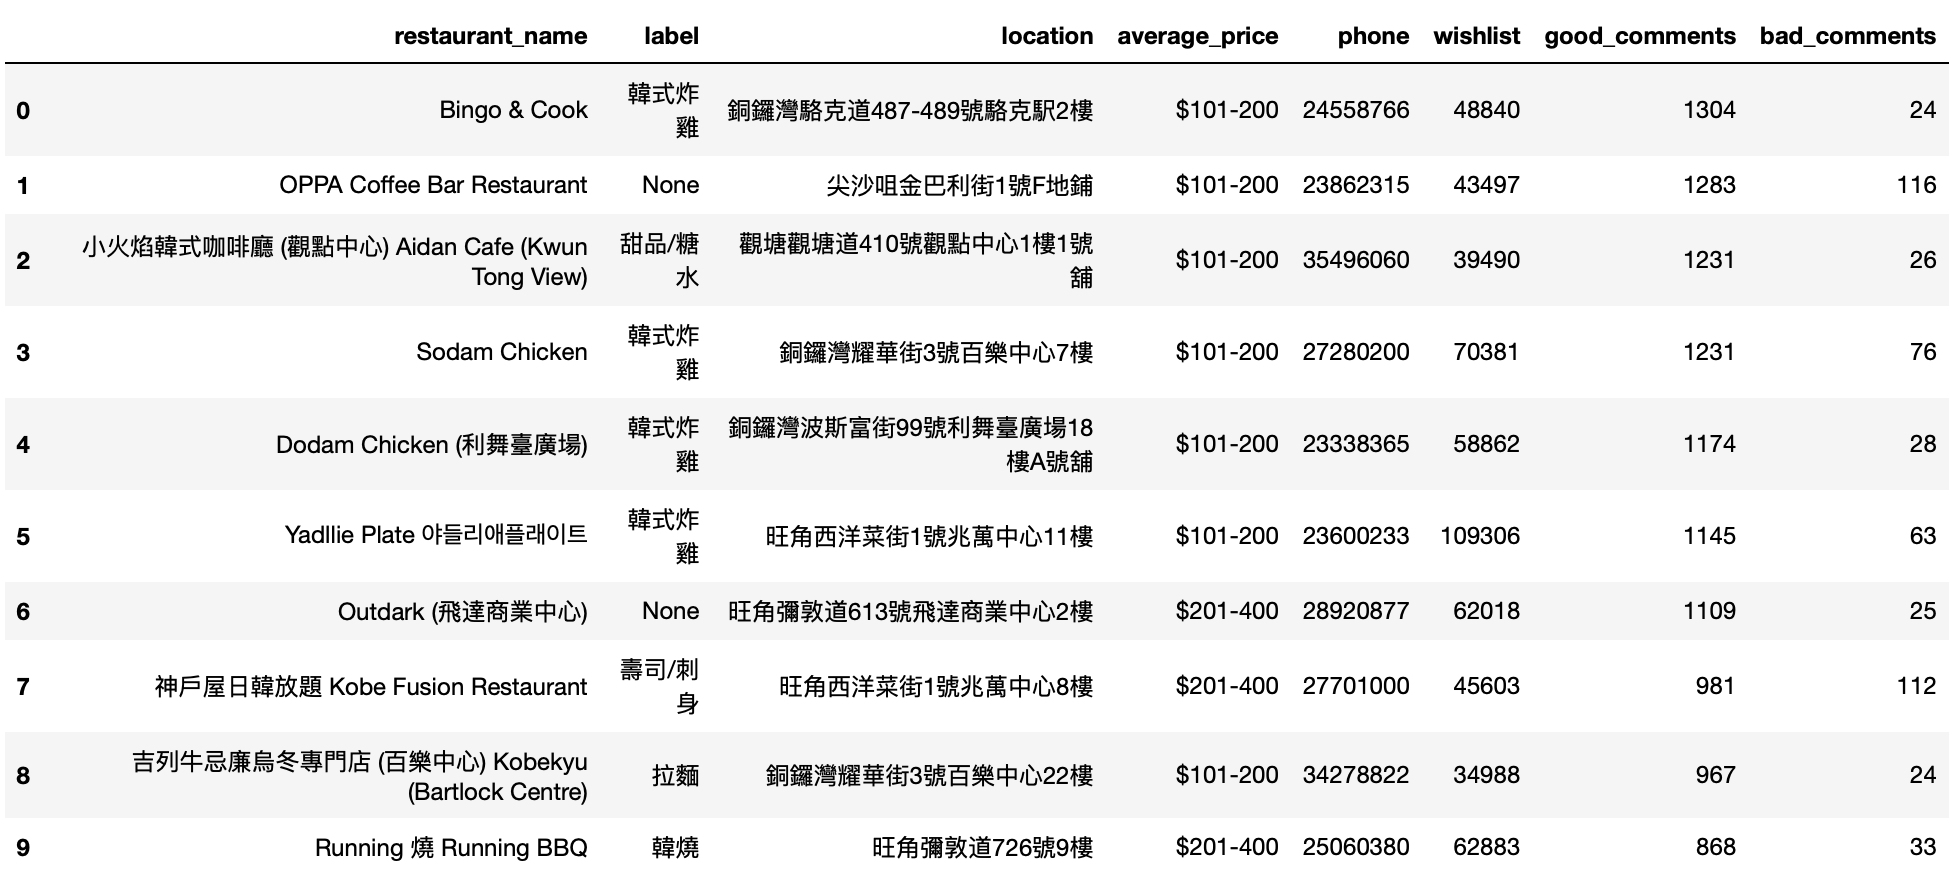 restaurant_name label location average_price phone wishlist good_comments bad_comments
0 Bingo & Cook 韓式炸雞 銅鑼灣駱克道487-489號駱克駅2樓 $101-200 24558766 48840 1304 24
1 OPPA Coffee Bar Restaurant None 尖沙咀金巴利街1號F地鋪 $101-200 23862315 43497 1283 116
2 小火焰韓式咖啡廳 (觀點中心) Aidan Cafe (Kwun Tong View) 甜品/糖水 觀塘觀塘道410號觀點中心1樓1號舖 $101-200 35496060 39490 1231 26
3 Sodam Chicken 韓式炸雞 銅鑼灣耀華街3號百樂中心7樓 $101-200 27280200 70381 1231 76
4 Dodam Chicken (利舞臺廣場) 韓式炸雞 銅鑼灣波斯富街99號利舞臺廣場18樓A號舖 $101-200 23338365 58862 1174 28
5 Yadllie Plate 야들리애플래이트 韓式炸雞 旺角西洋菜街1號兆萬中心11樓 $101-200 23600233 109306 1145 63
6 Outdark (飛達商業中心) None 旺角彌敦道613號飛達商業中心2樓 $201-400 28920877 62018 1109 25
7 神戶屋日韓放題 Kobe Fusion Restaurant 壽司/刺身 旺角西洋菜街1號兆萬中心8樓 $201-400 27701000 45603 981 112
8 吉列牛忌廉烏冬專門店 (百樂中心) Kobekyu (Bartlock Centre) 拉麵 銅鑼灣耀華街3號百樂中心22樓 $101-200 34278822 34988 967 24
9 Running 燒 Running BBQ 韓燒 旺角彌敦道726號9樓 $201-400 25060380 62883 868 33